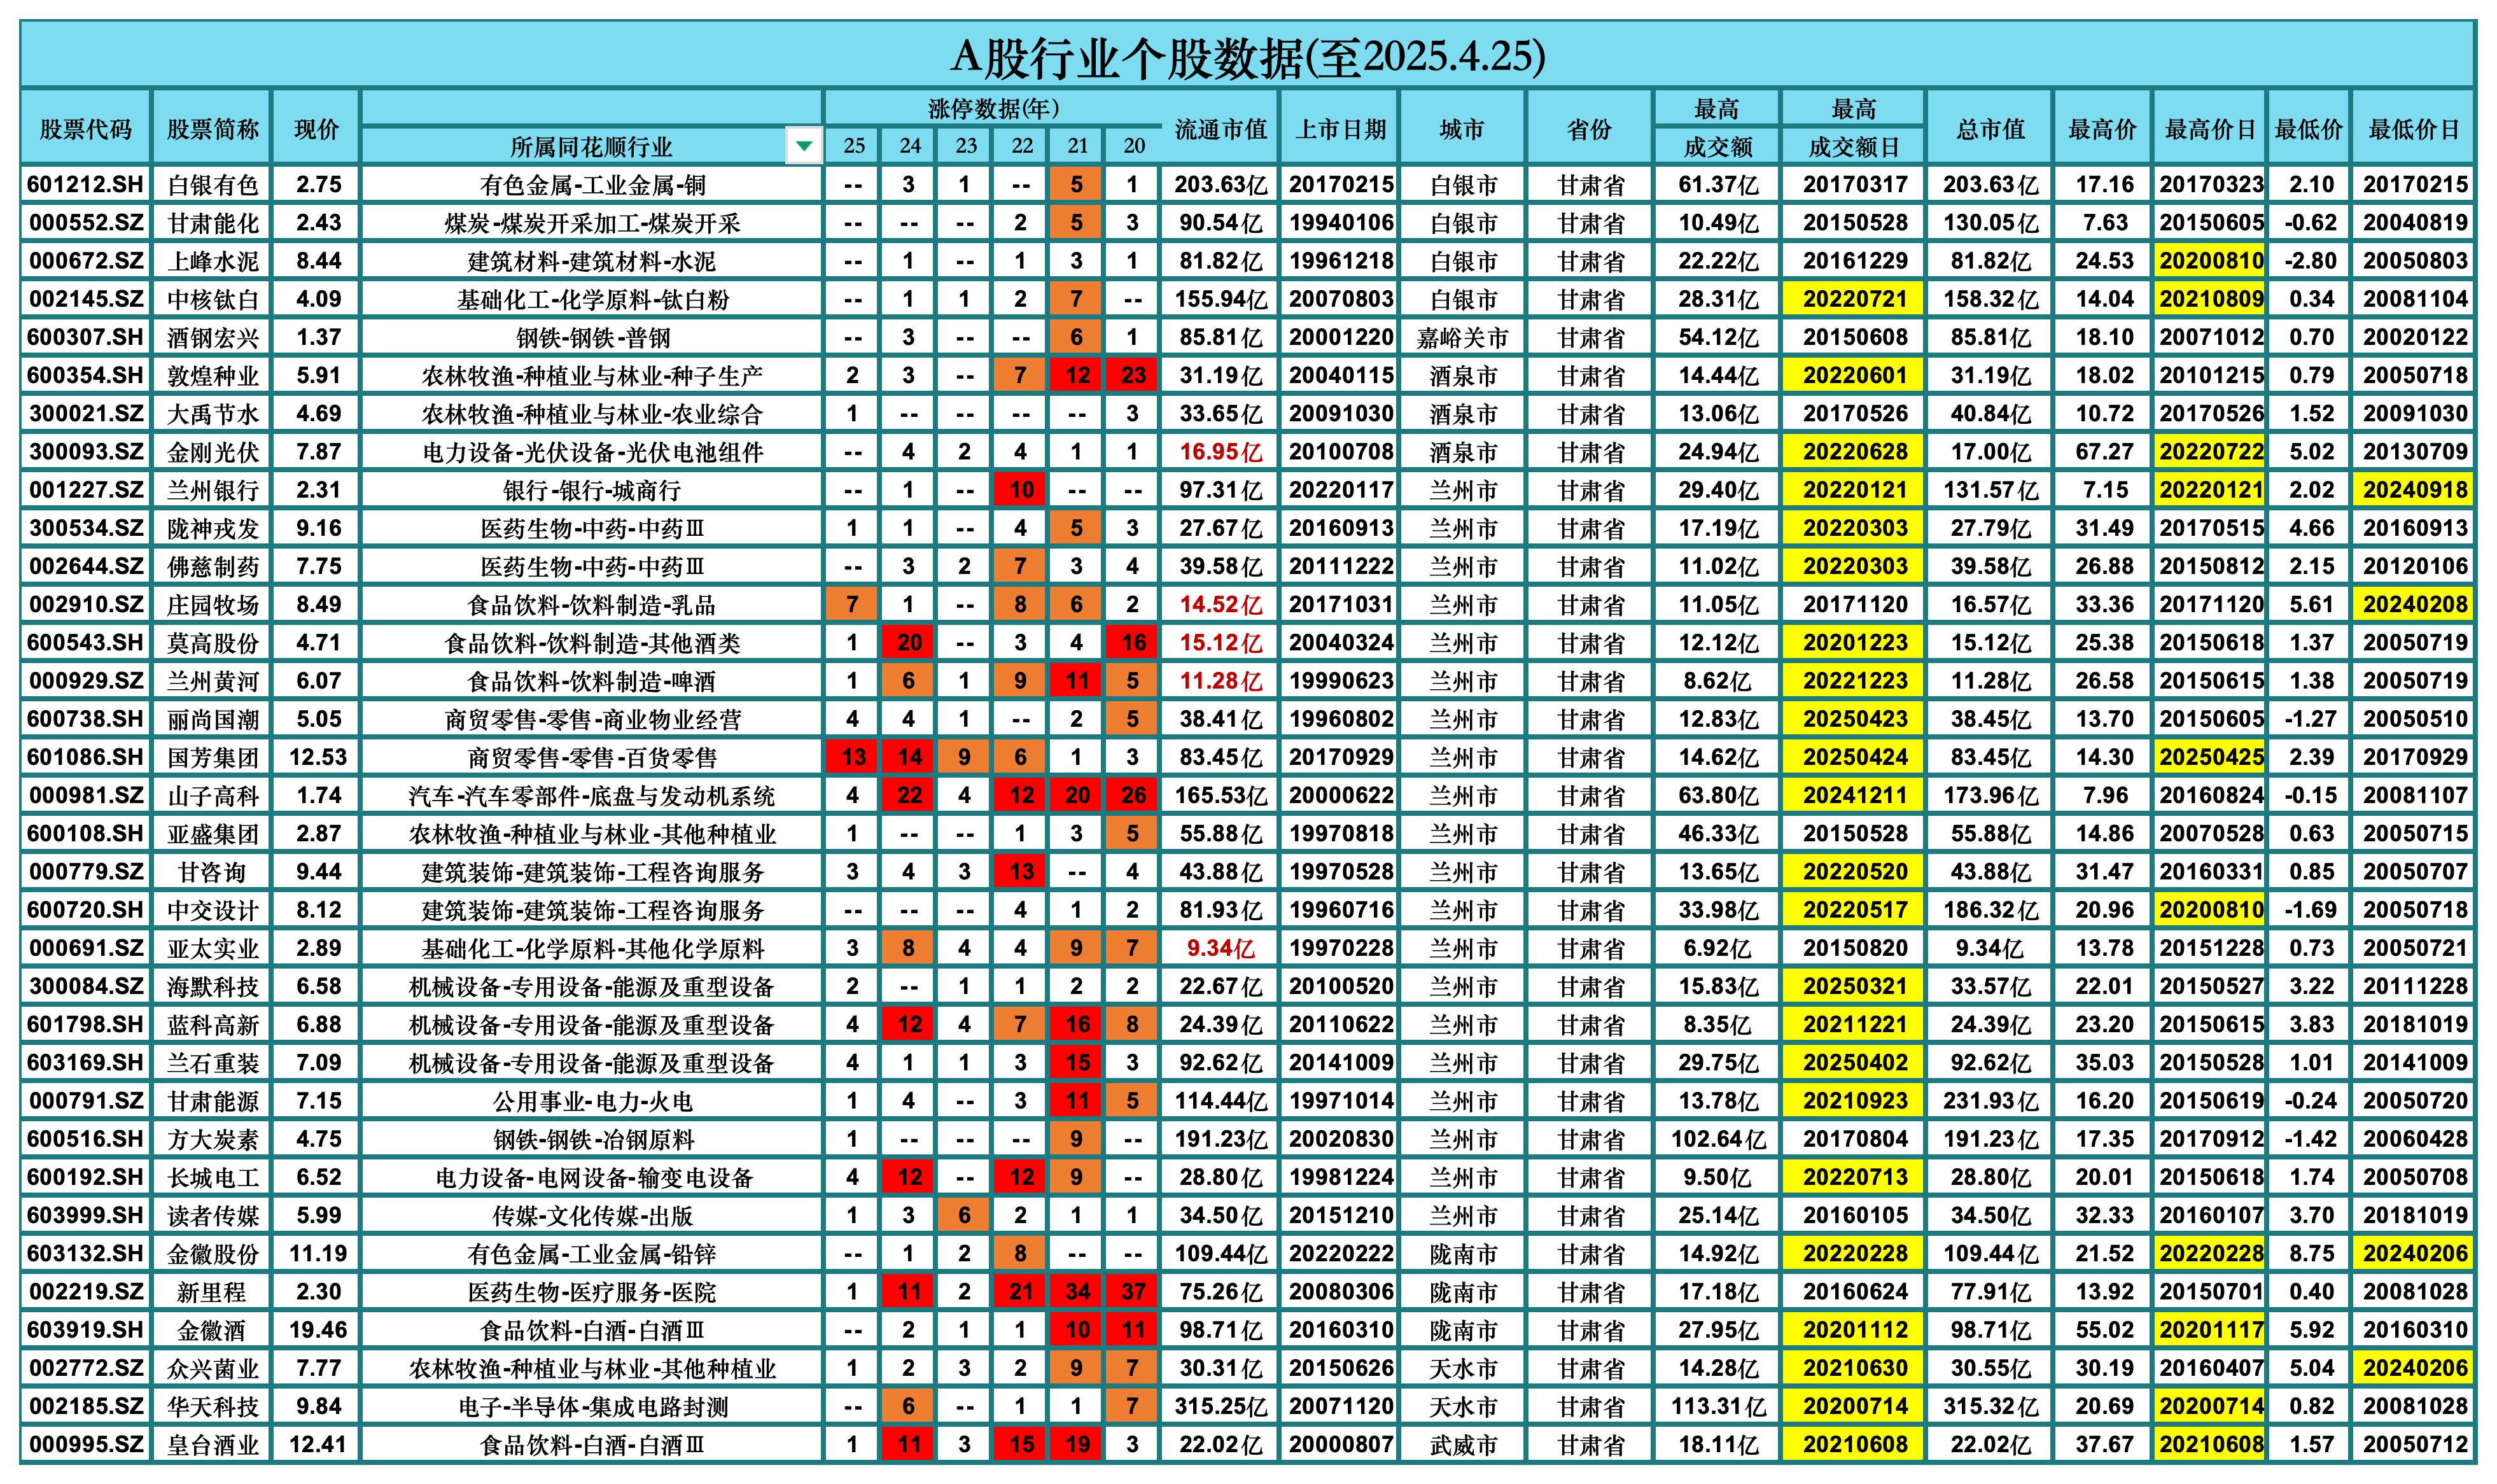 A股行业个股数据(至2025.4.25)
股票代码 股票简称 现价 所属同花顺行业 涨停数据(年) 25 24 23 22 21 20 流通市值 上市日期 城市 省份 最高成交额 最高成交额日 总市值 最高价 最高价日 最低价 最低价日
601212.SH 白银有色 2.75 有色金属-工业金属-铜 -- 3 1 -- 5 1 203.63亿 20170215 白银市 甘肃省 61.37亿 20170317 203.63亿 17.16 20170323 2.10 20170215
000552.SZ 甘肃能化 2.43 煤炭-煤炭开采加工-煤炭开采 -- -- -- 2 5 3 90.54亿 19940106 白银市 甘肃省 10.49亿 20150528 130.05亿 7.63 20150605 -0.62 20040819
000672.SZ 上峰水泥 8.44 建筑材料-建筑材料-水泥 -- 1 -- 1 3 1 81.82亿 19961218 白银市 甘肃省 22.22亿 20161229 81.82亿 24.53 20200810 -2.80 20050803
002145.SZ 中核钛白 4.09 基础化工-化学原料-钛白粉 -- 1 1 2 7 -- 155.94亿 20070803 白银市 甘肃省 28.31亿 20220721 158.32亿 14.04 20210809 0.34 20081104
600307.SH 酒钢宏兴 1.37 钢铁-钢铁-普钢 -- 3 -- -- 6 1 85.81亿 20001220 嘉峪关市 甘肃省 54.12亿 20150608 85.81亿 18.10 20071012 0.70 20020122
600354.SH 敦煌种业 5.91 农林牧渔-种植业与林业-种子生产 2 3 -- 7 12 23 31.19亿 20040115 酒泉市 甘肃省 14.44亿 20220601 31.19亿 18.02 20101215 0.79 20050718
300021.SZ 大禹节水 4.69 农林牧渔-种植业与林业-农业综合 1 -- -- -- -- 3 33.65亿 20091030 酒泉市 甘肃省 13.06亿 20170526 40.84亿 10.72 20170526 1.52 20091030
300093.SZ 金刚光伏 7.87 电力设备-光伏设备-光伏电池组件 -- 4 2 4 1 1 16.95亿 20100708 酒泉市 甘肃省 24.94亿 20220628 17.00亿 67.27 20220722 5.02 20130709
001227.SZ 兰州银行 2.31 银行-银行-城商行 -- 1 -- 10 -- -- 97.31亿 20220117 兰州市 甘肃省 29.40亿 20220121 131.57亿 7.15 20220121 2.02 20240918
300534.SZ 陇神戎发 9.16 医药生物-中药-中药Ⅲ 1 1 -- 4 5 3 27.67亿 20160913 兰州市 甘肃省 17.19亿 20220303 27.79亿 31.49 20170515 4.66 20160913
002644.SZ 佛慈制药 7.75 医药生物-中药-中药Ⅲ -- 3 2 7 3 4 39.58亿 20111222 兰州市 甘肃省 11.02亿 20220303 39.58亿 26.88 20150812 2.15 20120106
002910.SZ 庄园牧场 8.49 食品饮料-饮料制造-乳品 7 1 -- 8 6 2 14.52亿 20171031 兰州市 甘肃省 11.05亿 20171120 16.57亿 33.36 20171120 5.61 20240208
600543.SH 莫高股份 4.71 食品饮料-饮料制造-其他酒类 1 20 -- 3 4 16 15.12亿 20040324 兰州市 甘肃省 12.12亿 20201223 15.12亿 25.38 20150618 1.37 20050719
000929.SZ 兰州黄河 6.07 食品饮料-饮料制造-啤酒 1 6 1 9 11 5 11.28亿 19990623 兰州市 甘肃省 8.62亿 20221223 11.28亿 26.58 20150615 1.38 20050719
600738.SH 丽尚国潮 5.05 商贸零售-零售-商业物业经营 4 4 1 -- 2 5 38.41亿 19960802 兰州市 甘肃省 12.83亿 20250423 38.45亿 13.70 20150605 -1.27 20050510
601086.SH 国芳集团 12.53 商贸零售-零售-百货零售 13 14 9 6 1 3 83.45亿 20170929 兰州市 甘肃省 14.62亿 20250424 83.45亿 14.30 20250425 2.39 20170929
000981.SZ 山子高科 1.74 汽车-汽车零部件-底盘与发动机系统 4 22 4 12 20 26 165.53亿 20000622 兰州市 甘肃省 63.80亿 20241211 173.96亿 7.96 20160824 -0.15 20081107
600108.SH 亚盛集团 2.87 农林牧渔-种植业与林业-其他种植业 1 -- -- 1 3 5 55.88亿 19970818 兰州市 甘肃省 46.33亿 20150528 55.88亿 14.86 20070528 0.63 20050715
000779.SZ 甘咨询 9.44 建筑装饰-建筑装饰-工程咨询服务 3 4 3 13 -- 4 43.88亿 19970528 兰州市 甘肃省 13.65亿 20220520 43.88亿 31.47 20160331 0.85 20050707
600720.SH 中交设计 8.12 建筑装饰-建筑装饰-工程咨询服务 -- -- -- 4 1 2 81.93亿 19960716 兰州市 甘肃省 33.98亿 20220517 186.32亿 20.96 20200810 -1.69 20050718
000691.SZ 亚太实业 2.89 基础化工-化学原料-其他化学原料 3 8 4 4 9 7 9.34亿 19970228 兰州市 甘肃省 6.92亿 20150820 9.34亿 13.78 20151228 0.73 20050721
300084.SZ 海默科技 6.58 机械设备-专用设备-能源及重型设备 2 -- 1 1 2 2 22.67亿 20100520 兰州市 甘肃省 15.83亿 20250321 33.57亿 22.01 20150527 3.22 20111228
601798.SH 蓝科高新 6.88 机械设备-专用设备-能源及重型设备 4 12 4 7 16 8 24.39亿 20110622 兰州市 甘肃省 8.35亿 20211221 24.39亿 23.20 20150615 3.83 20181019
603169.SH 兰石重装 7.09 机械设备-专用设备-能源及重型设备 4 1 1 3 15 3 92.62亿 20141009 兰州市 甘肃省 29.75亿 20250402 92.62亿 35.03 20150528 1.01 20141009
000791.SZ 甘肃能源 7.15 公用事业-电力-火电 1 4 -- 3 11 5 114.44亿 19971014 兰州市 甘肃省 13.78亿 20210923 231.93亿 16.20 20150619 -0.24 20050720
600516.SH 方大炭素 4.75 钢铁-钢铁-冶钢原料 1 -- -- -- 9 -- 191.23亿 20020830 兰州市 甘肃省 102.64亿 20170804 191.23亿 17.35 20170912 -1.42 20060428
600192.SH 长城电工 6.52 电力设备-电网设备-输变电设备 4 12 -- 12 9 -- 28.80亿 19981224 兰州市 甘肃省 9.50亿 20220713 28.80亿 20.01 20150618 1.74 20050708
603999.SH 读者传媒 5.99 传媒-文化传媒-出版 1 3 6 2 1 1 34.50亿 20151210 兰州市 甘肃省 25.14亿 20160105 34.50亿 32.33 20160107 3.70 20181019
603132.SH 金徽股份 11.19 有色金属-工业金属-铅锌 -- 1 2 8 -- -- 109.44亿 20220222 陇南市 甘肃省 14.92亿 20220228 109.44亿 21.52 20220228 8.75 20240206
002219.SZ 新里程 2.30 医药生物-医疗服务-医院 1 11 2 21 34 37 75.26亿 20080306 陇南市 甘肃省 17.18亿 20160624 77.91亿 13.92 20150701 0.40 20081028
603919.SH 金徽酒 19.46 食品饮料-白酒-白酒Ⅲ -- 2 1 1 10 11 98.71亿 20160310 陇南市 甘肃省 27.95亿 20201112 98.71亿 55.02 20201117 5.92 20160310
002772.SZ 众兴菌业 7.77 农林牧渔-种植业与林业-其他种植业 1 2 3 2 9 7 30.31亿 20150626 天水市 甘肃省 14.28亿 20210630 30.55亿 30.19 20160407 5.04 20240206
002185.SZ 华天科技 9.84 电子-半导体-集成电路封测 -- 6 -- 1 1 7 315.25亿 20071120 天水市 甘肃省 113.31亿 20200714 315.32亿 20.69 20200714 0.82 20081028
000995.SZ 皇台酒业 12.41 食品饮料-白酒-白酒Ⅲ 1 11 3 15 19 3 22.02亿 20000807 武威市 甘肃省 18.11亿 20210608 22.02亿 37.67 20210608 1.57 20050712